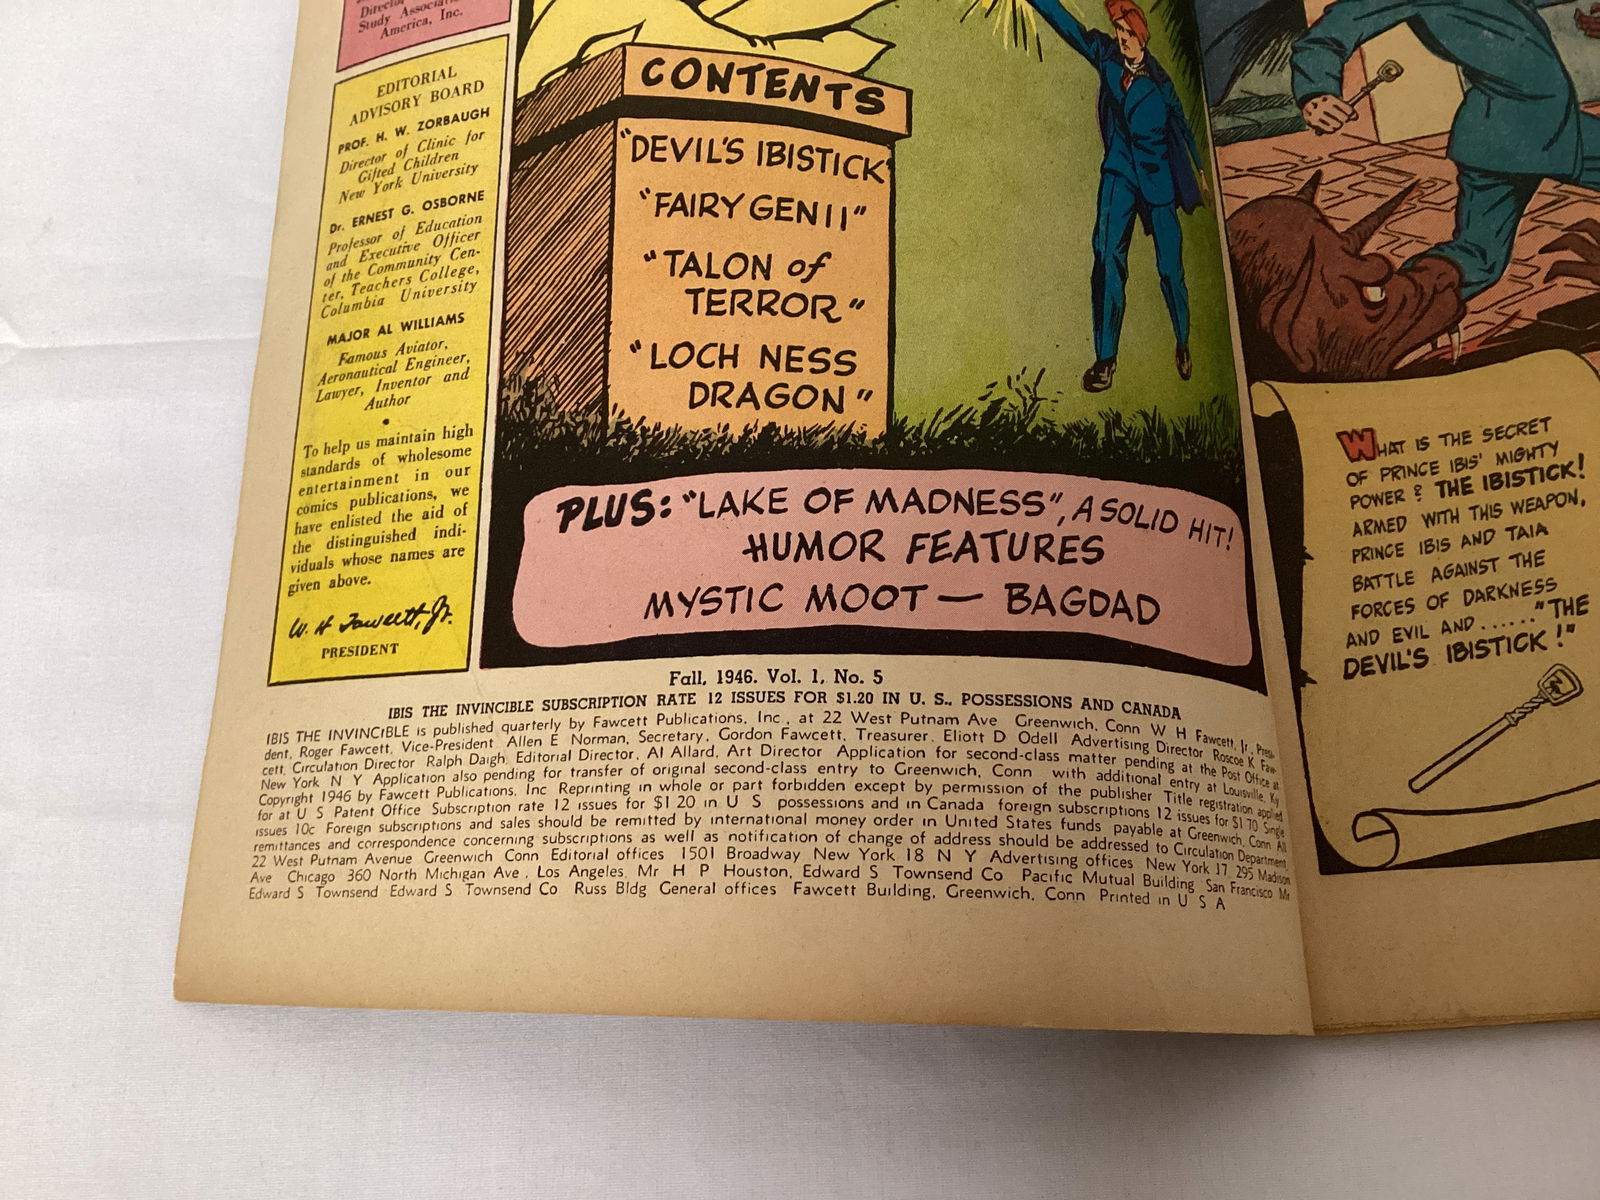 Study Associa
America, Inc.
EDITORIAL
ADVISORY BOARD
PROF. H. W. ZORBAUGH
Director of Clinic for
Gifted Children
New York University
Dr. ERNEST G. OSBORNE
Professor of Education
and Executive Officer
of the Community Cen-
ter, Teachers College,
Columbia University
MAJOR AL WILLIAMS
Famous Aviator,
Aeronautical Engineer,
Lawyer, Inventor and
Author
•
To help us maintain high
standards of wholesome
entertainment in our
comics publications, we
have enlisted the aid of
the distinguished indi-
viduals whose names are
given above.
W. H Fawcett, Jr.
PRESIDENT
CONTENTS
"DEVIL'S IBISTICK"
"FAIRY GENII"
"TALON of
TERROR"
"LOCH NESS
DRAGON"
PLUS: "LAKE OF MADNESS", A SOLID HIT!
HUMOR FEATURES
MYSTIC MOOT — BAGDAD
Fall, 1946. Vol. 1, No. 5
IBIS THE INVINCIBLE SUBSCRIPTION RATE 12 ISSUES FOR $1.20 IN U. S., POSSESSIONS AND CANADA
IBIS THE INVINCIBLE is published quarterly by Fawcett Publications, Inc., at 22 West Putnam Ave Greenwich, Conn W H Fawcett, Jr., Presi-
dent, Roger Fawcett, Vice-President Allen E Norman, Secretary, Gordon Fawcett, Treasurer, Eliott D Odell Advertising Director Roscoe K Faw-
cett, Circulation Director Ralph Daigh, Editorial Director, Al Allard, Art Director Application for second-class matter pending at the Post Office at
New York N Y Application also pending for transfer of original second-class entry to Greenwich, Conn with additional entry at Louisville, Ky
Copyright 1946 by Fawcett Publications, Inc Reprinting in whole or part forbidden except by permission of the publisher Title registration applied
for at U S Patent Office Subscription rate 12 issues for $1 20 in U S possessions and in Canada foreign subscriptions 12 issues for $1 70 Single
issues 10c Foreign subscriptions and sales should be remitted by international money order in United States funds payable at Greenwich, Conn All
remittances and correspondence concerning subscriptions as well as notification of change of address should be addressed to Circulation Department
22 West Putnam Avenue Greenwich Conn Editorial offices 1501 Broadway New York 18 N Y Advertising offices New York 17, 295 Madison
Ave Chicago 360 North Michigan Ave, Los Angeles, Mr H P Houston, Edward S Townsend Co Pacific Mutual Building San Francisco Mr
Edward S Townsend Edward S Townsend Co Russ Bldg General offices Fawcett Building, Greenwich, Conn Printed in U S A
WHAT IS THE SECRET
OF PRINCE IBIS' MIGHTY
POWER? THE IBISTICK!
ARMED WITH THIS WEAPON,
PRINCE IBIS AND TAIA
BATTLE AGAINST THE
FORCES OF DARKNESS
AND EVIL AND ......"THE
DEVIL'S IBISTICK!"